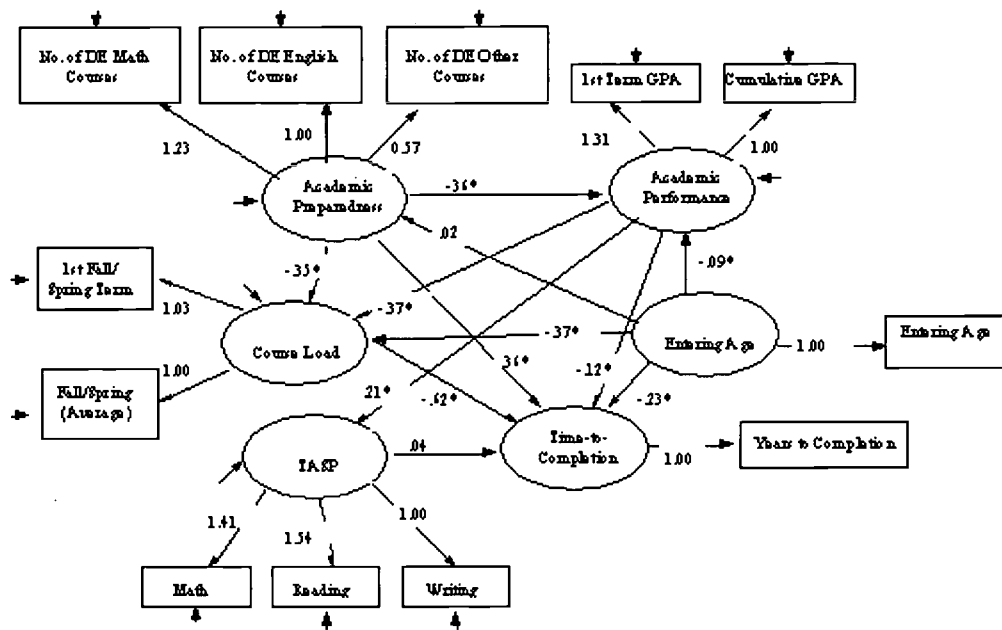 No. of DE Math
Courses
No. of DE English
Courses
No. of DE Other
Courses
1st Term GPA
Cumulative GPA
1.23
1.00
0.57
1.31
1.00
Academic
Preparedness
-.36*
Academic
Performance
.02
-.09*
1st Fall/
Spring Term
1.03
-.35*
-.37*
Course Load
-.37*
Entering Age
1.00
Entering Age
1.00
Fall/Spring
(Average)
.21*
-.62*
.36*
-.12*
-.23*
TASP
.04
Time-to-
Completion
1.00
Years to Completion
1.41
1.54
1.00
Math
Reading
Writing